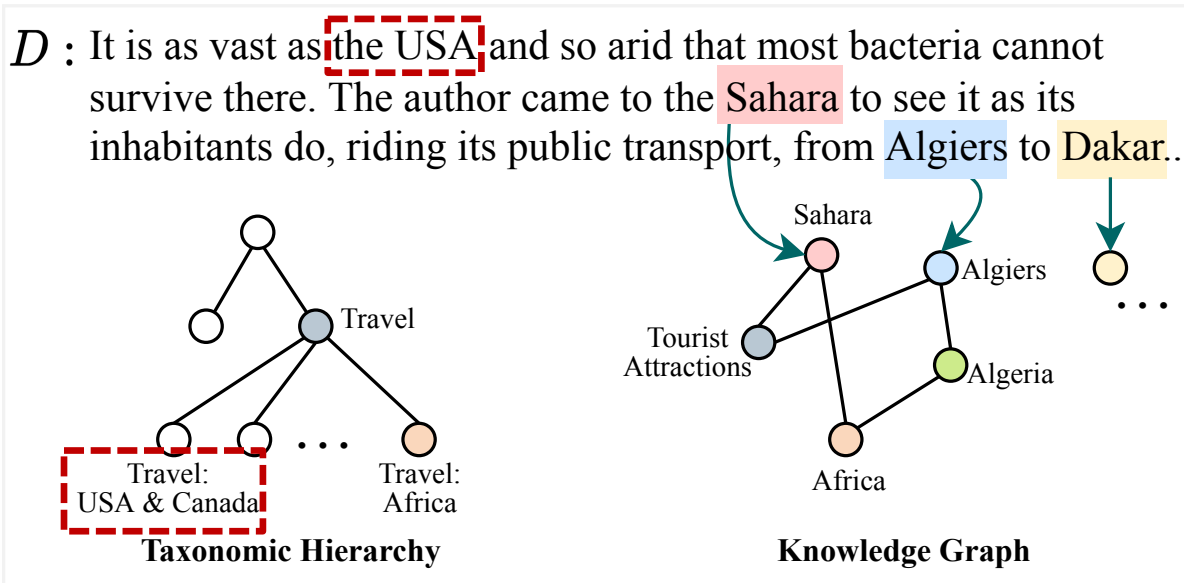 D : It is as vast as the USA and so arid that most bacteria cannot
survive there. The author came to the Sahara to see it as its
inhabitants do, riding its public transport, from Algiers to Dakar..
Sahara
Algiers
...
Travel
Tourist
Attractions
Algeria
...
Travel:
USA & Canada
Travel:
Africa
Africa
Taxonomic Hierarchy
Knowledge Graph